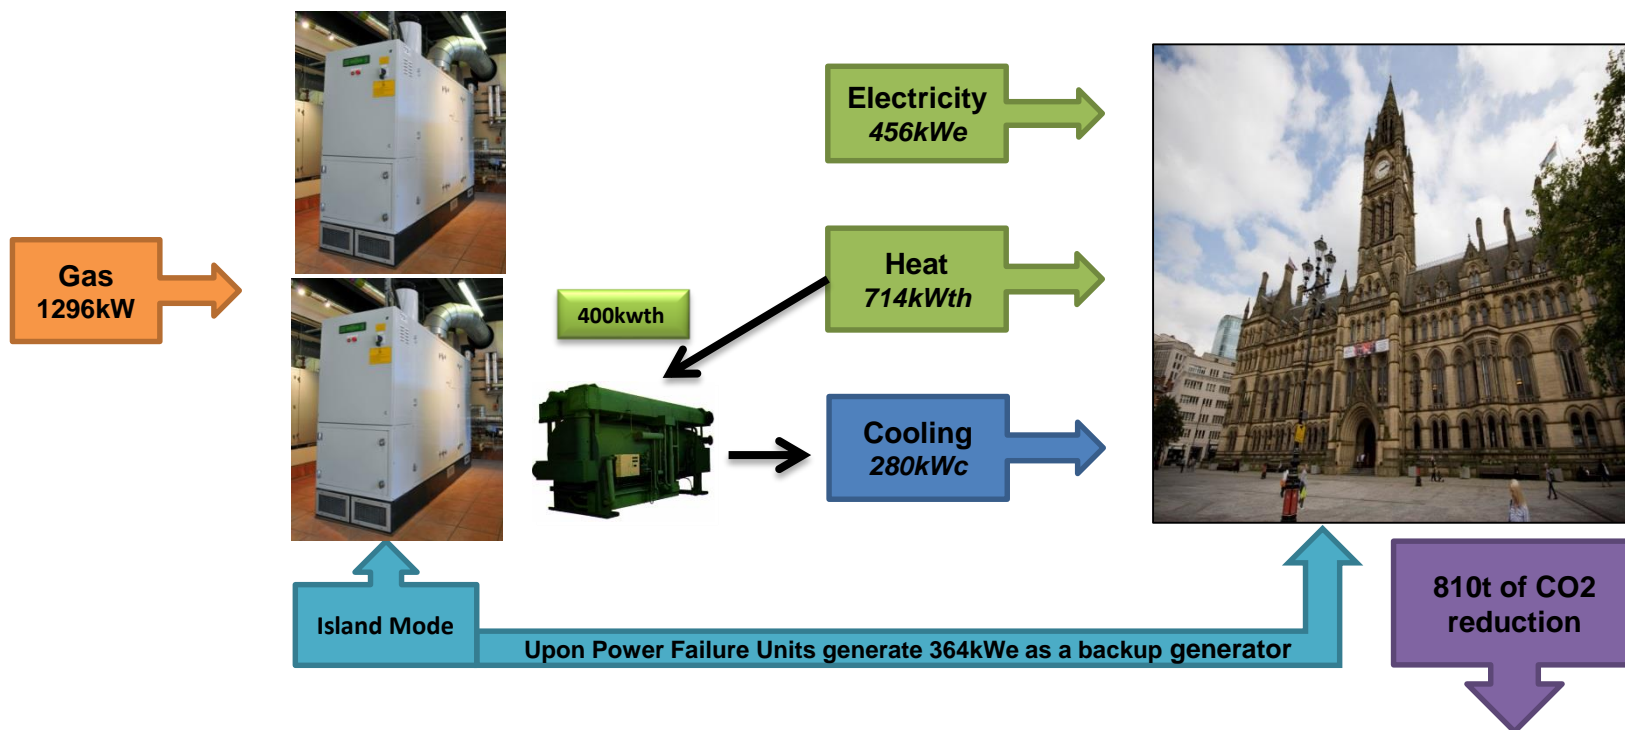 Gas
1296kW
Electricity
456kWe
Heat
714kWth
400kwth
Cooling
280kWc
Island Mode
Upon Power Failure Units generate 364kWe as a backup generator
810t of CO2
reduction